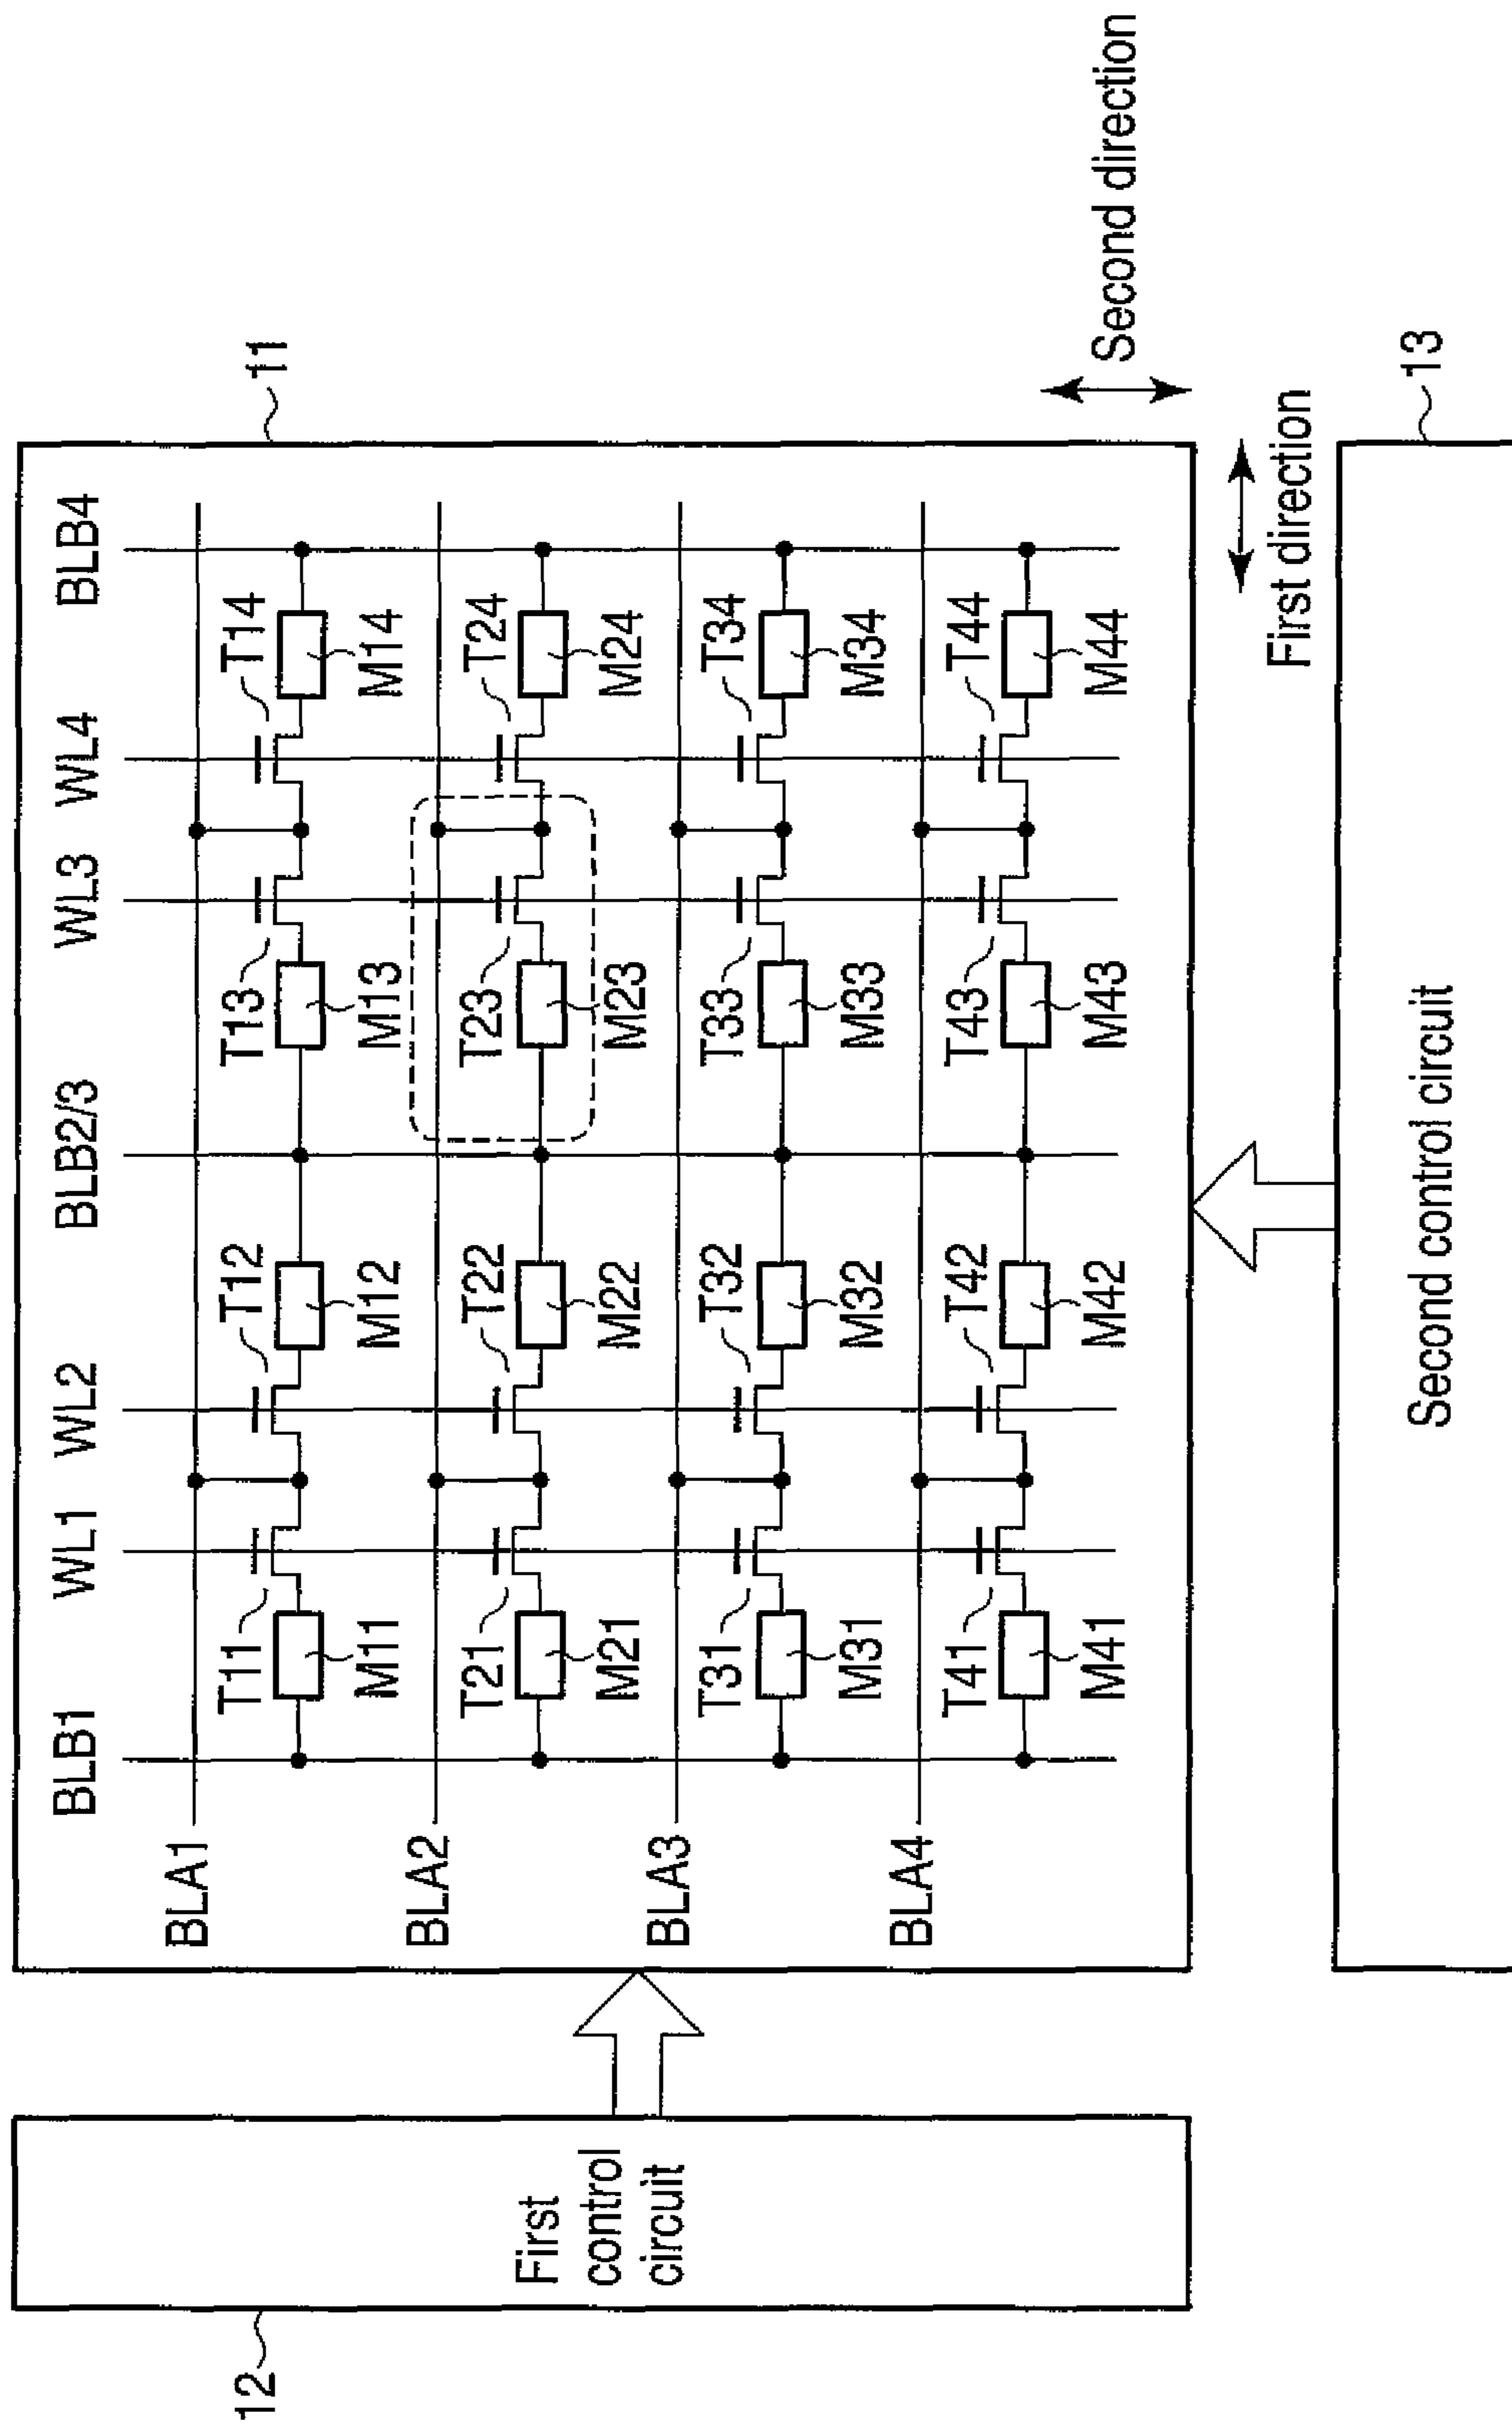 11
BLB1 WL1 WL2 BLB2/3 WL3 WL4 BLB4
BLA1
T11 T12 T13 T14
M11 M12 M13 M14
BLA2
T21 T22 T23 T24
M21 M22 M23 M24
BLA3
T31 T32 T33 T34
M31 M32 M33 M34
BLA4
T41 T42 T43 T44
M41 M42 M43 M44
12
First
control
circuit
Second direction
First direction
13
Second control circuit